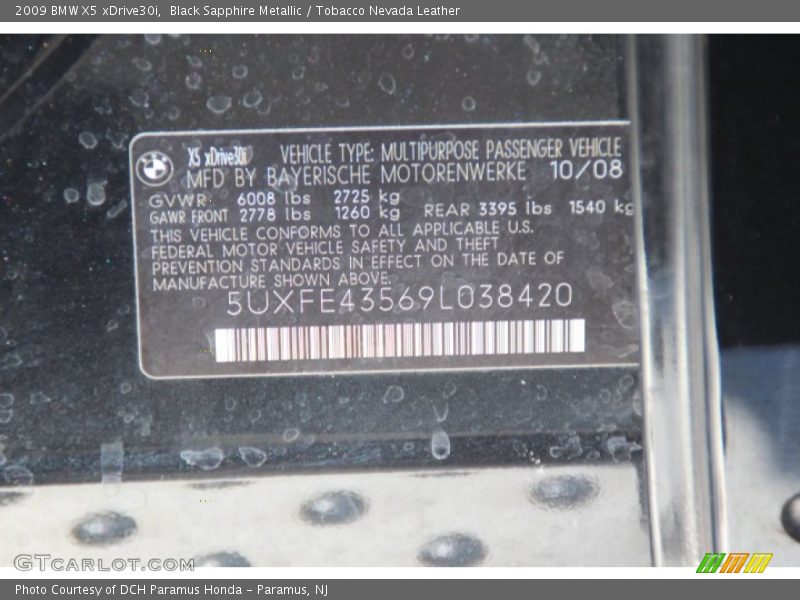 2009 BMW X5 xDrive30i,  Black Sapphire Metallic / Tobacco Nevada Leather
X5 xDrive30i VEHICLE TYPE: MULTIPURPOSE PASSENGER VEHICLE
MFD BY BAYERISCHE MOTORENWERKE 10/08
GVWR 6008 lbs 2725 kg
GAWR FRONT 2778 lbs 1260 kg REAR 3395 lbs 1540 kg
THIS VEHICLE CONFORMS TO ALL APPLICABLE U.S.
FEDERAL MOTOR VEHICLE SAFETY AND THEFT
PREVENTION STANDARDS IN EFFECT ON THE DATE OF
MANUFACTURE SHOWN ABOVE.
5UXFE43569L038420
GTCARLOT.COM
Photo Courtesy of DCH Paramus Honda - Paramus, NJ